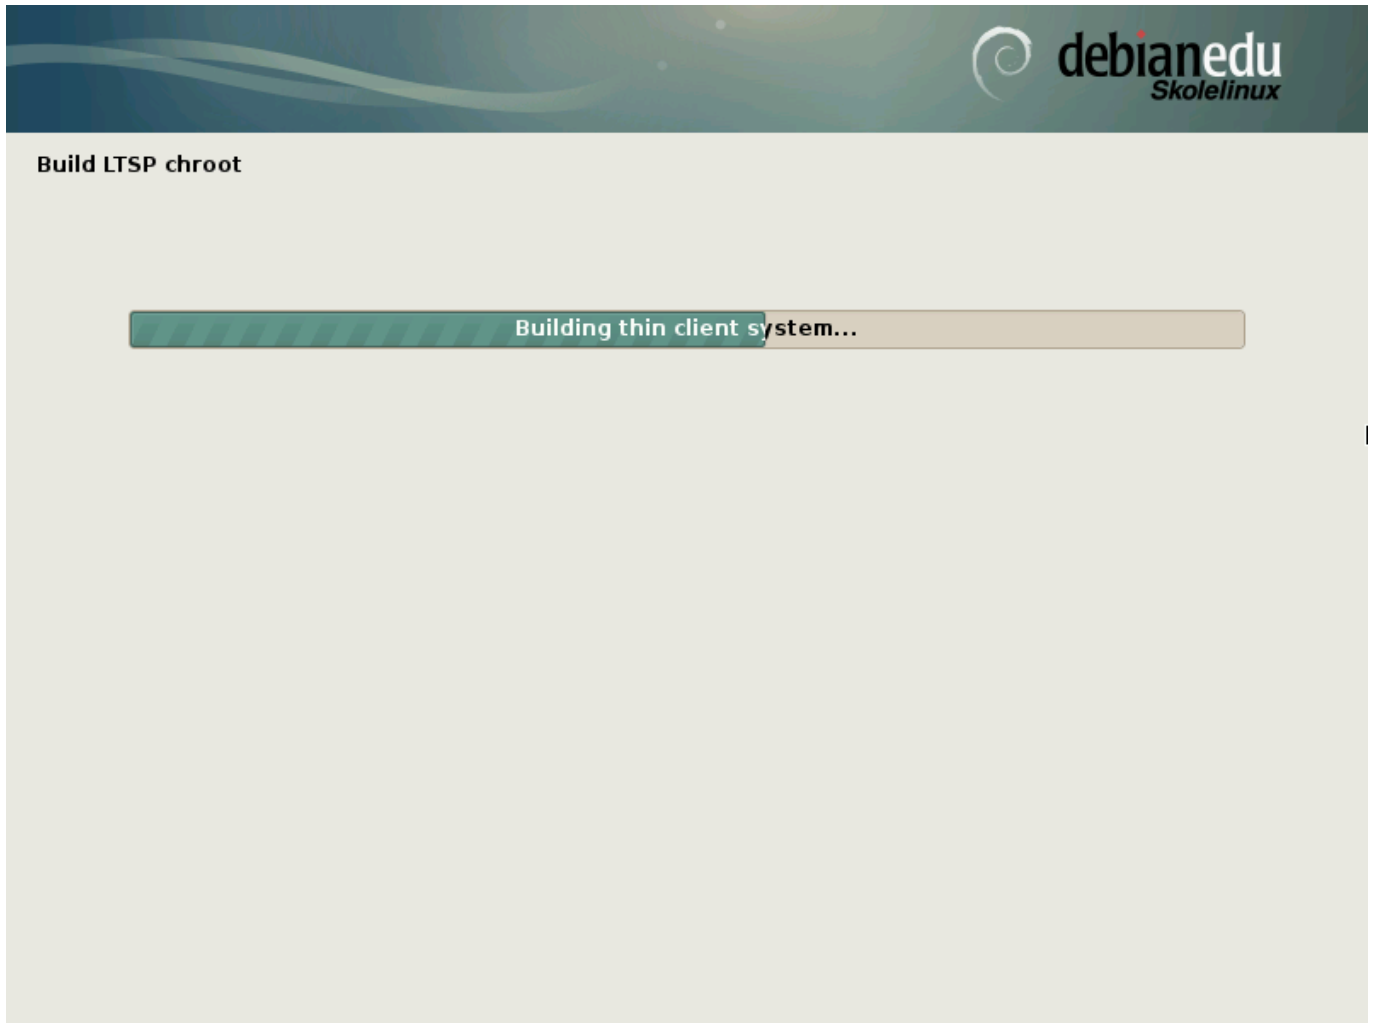 debianedu
Skolelinux
Build LTSP chroot
Building thin client system...